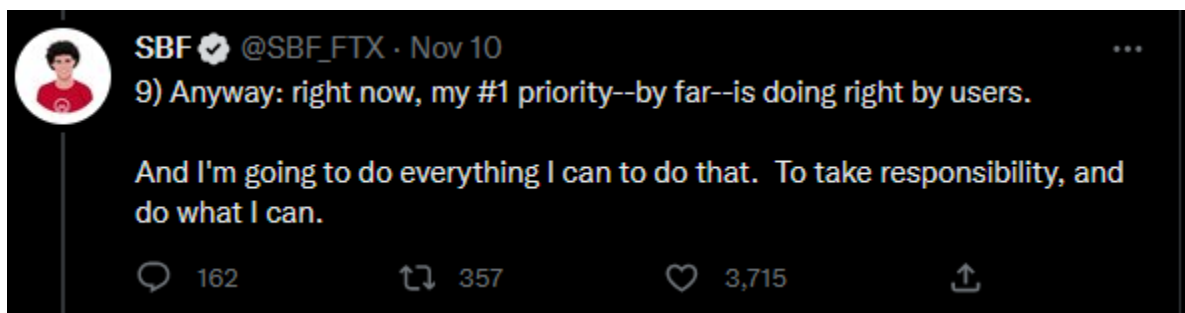 SBF @SBF_FTX · Nov 10
9) Anyway: right now, my #1 priority--by far--is doing right by users.
And I'm going to do everything I can to do that.  To take responsibility, and
do what I can.
162 357 3,715